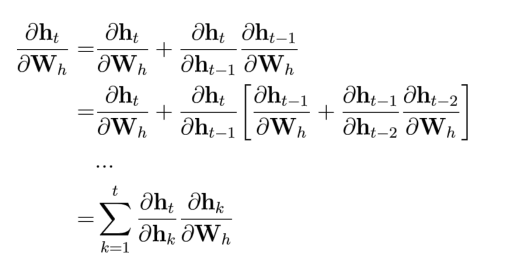 ∂h_t/∂W_h = ∂h_t/∂W_h + ∂h_t/∂h_{t−1} ∂h_{t−1}/∂W_h
= ∂h_t/∂W_h + ∂h_t/∂h_{t−1} [∂h_{t−1}/∂W_h + ∂h_{t−1}/∂h_{t−2} ∂h_{t−2}/∂W_h]
...
= ∑_{k=1}^{t} ∂h_t/∂h_k ∂h_k/∂W_h